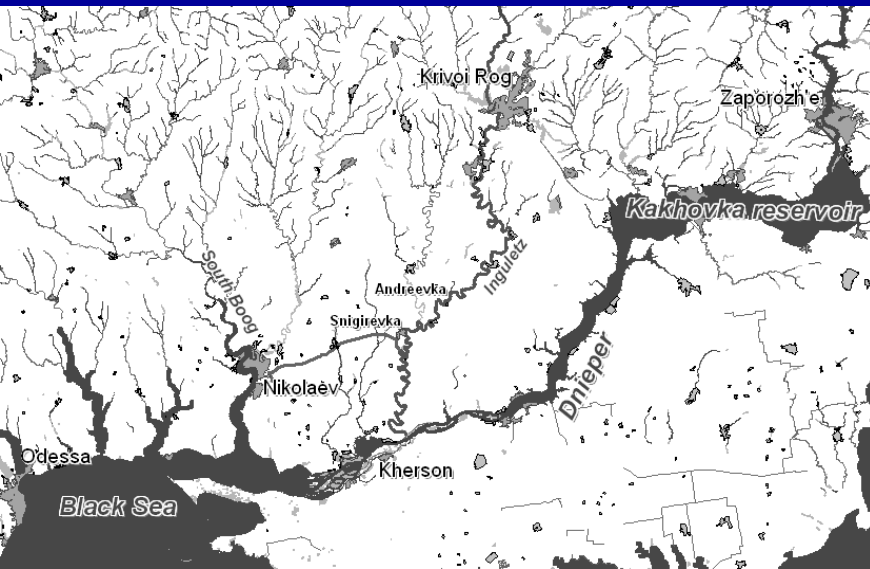 Krivoi Rog
Zaporozh'e
Kakhovka reservoir
South Boog
Inguletz
Andreevka
Snigirevka
Dnieper
Nikolaev
Odessa
Kherson
Black Sea